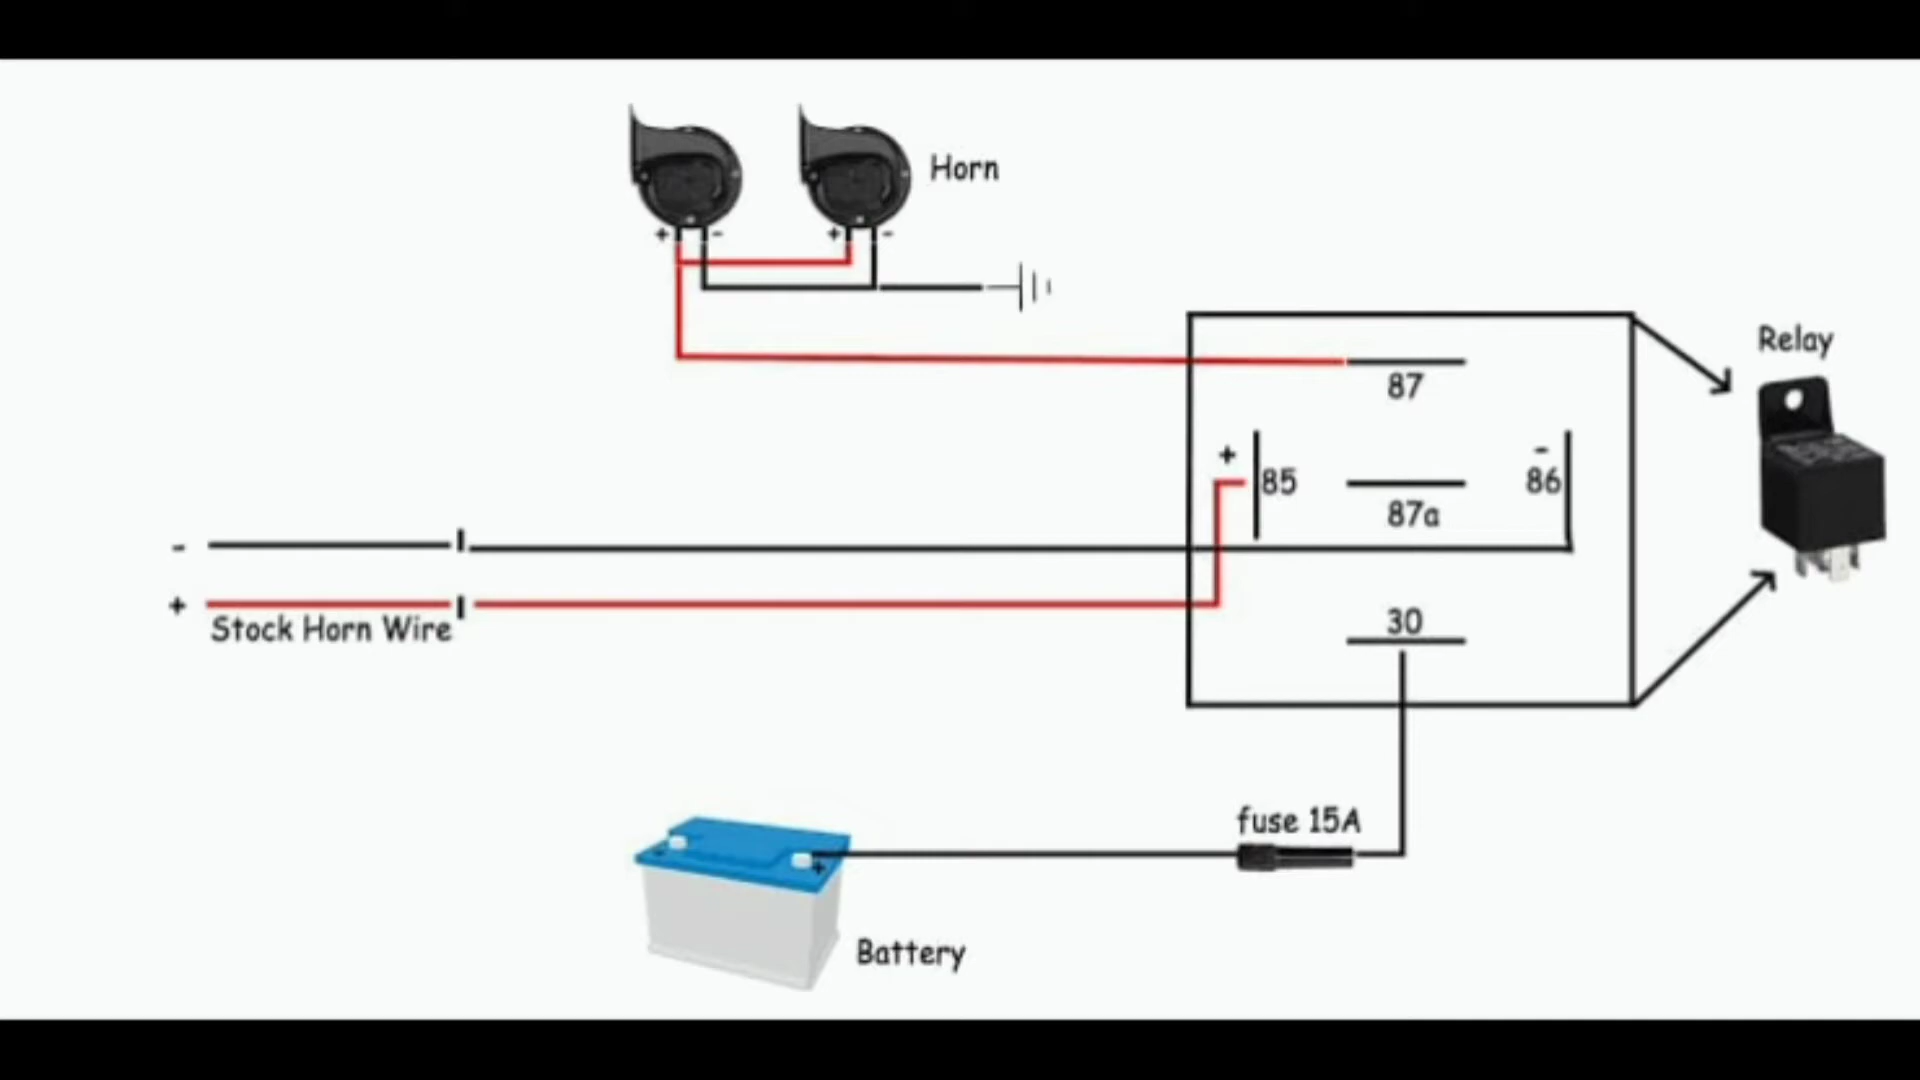 Horn
+ - + -
Relay
87
+ -
85 86
87a
-
+
Stock Horn Wire
30
fuse 15A
+
Battery